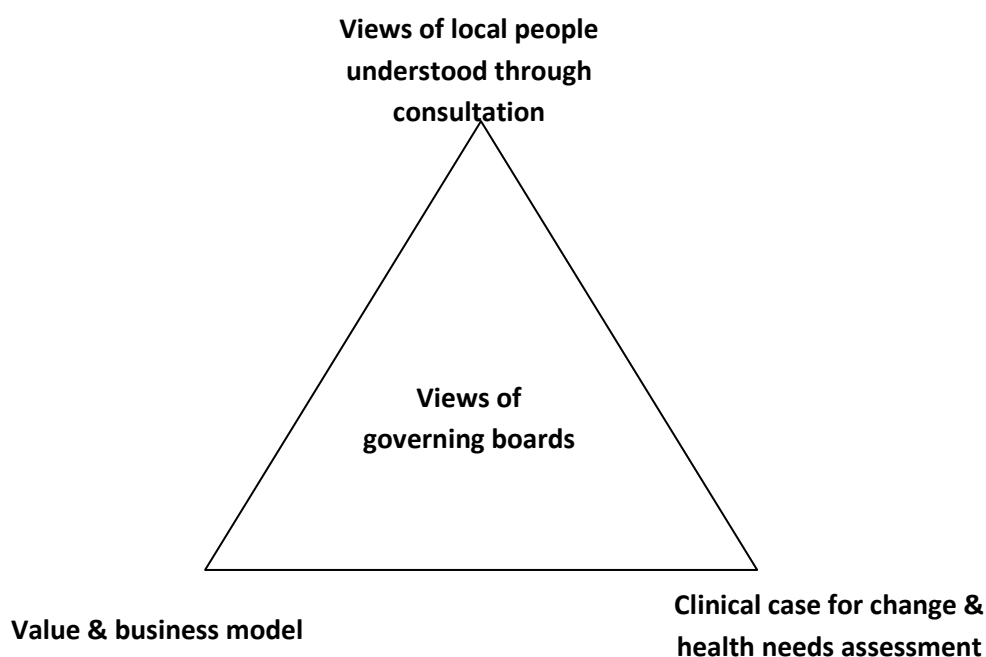 Views of local people
understood through
consultation
Views of
governing boards
Value & business model
Clinical case for change &
health needs assessment